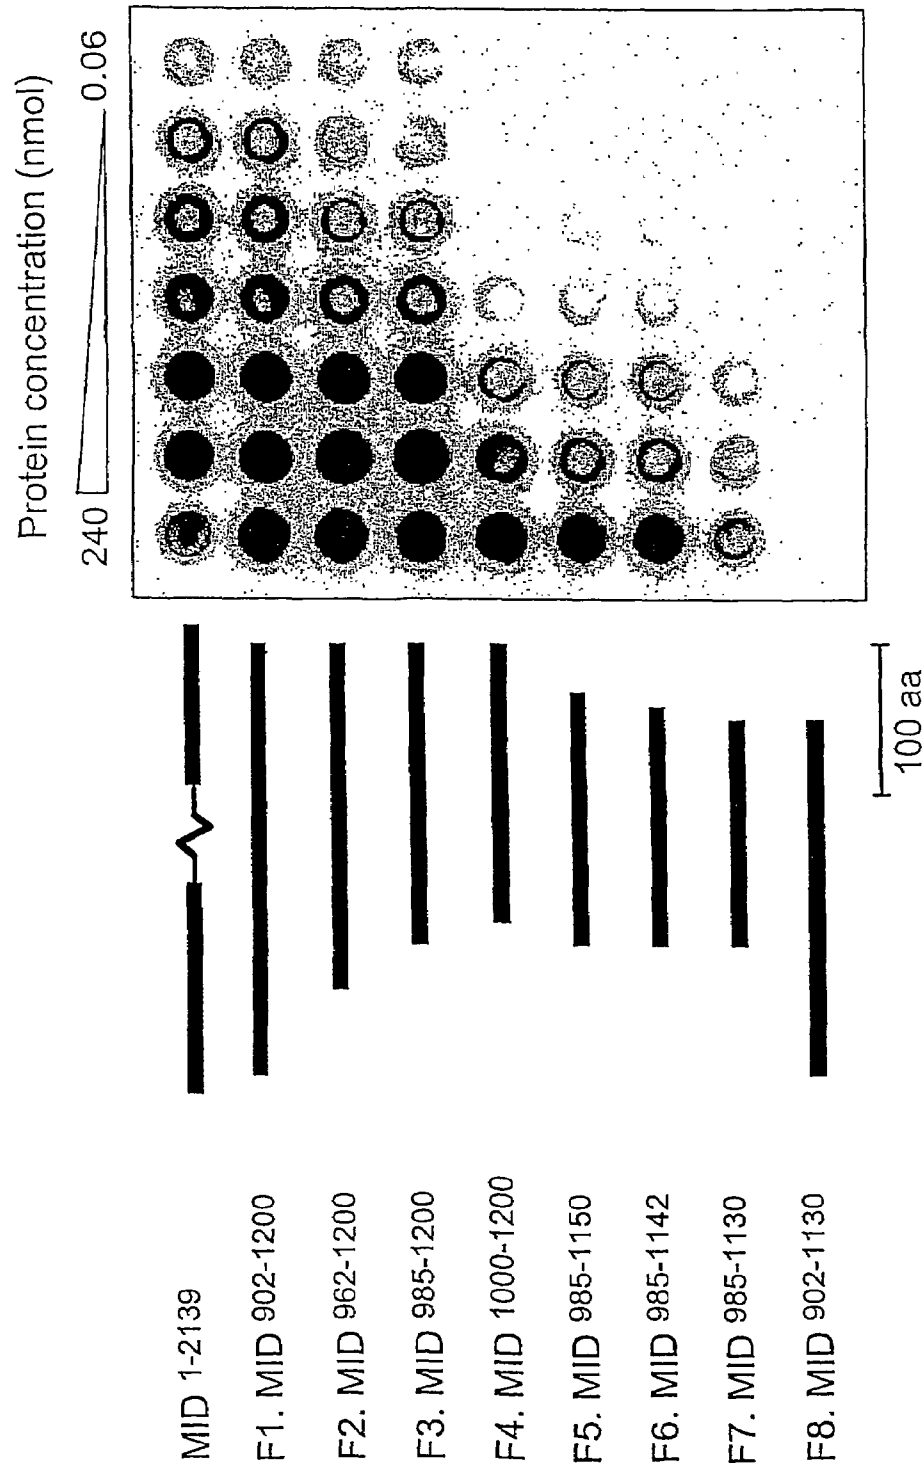 Protein concentration (nmol)
240 0.06
MID 1-2139
F1. MID 902-1200
F2. MID 962-1200
F3. MID 985-1200
F4. MID 1000-1200
F5. MID 985-1150
F6. MID 985-1142
F7. MID 985-1130
F8. MID 902-1130
100 aa